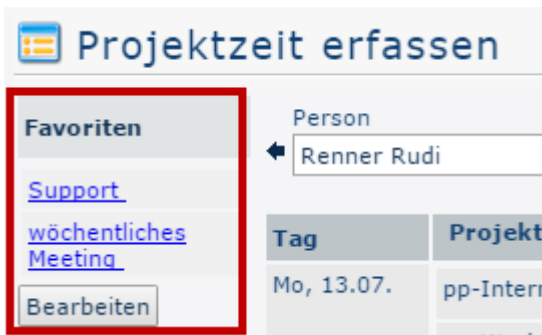 Projektzeit erfassen
Favoriten
Support
wöchentliches
Meeting
Bearbeiten
Person
Renner Rudi
Tag
Projekt
Mo, 13.07.
pp-Intern